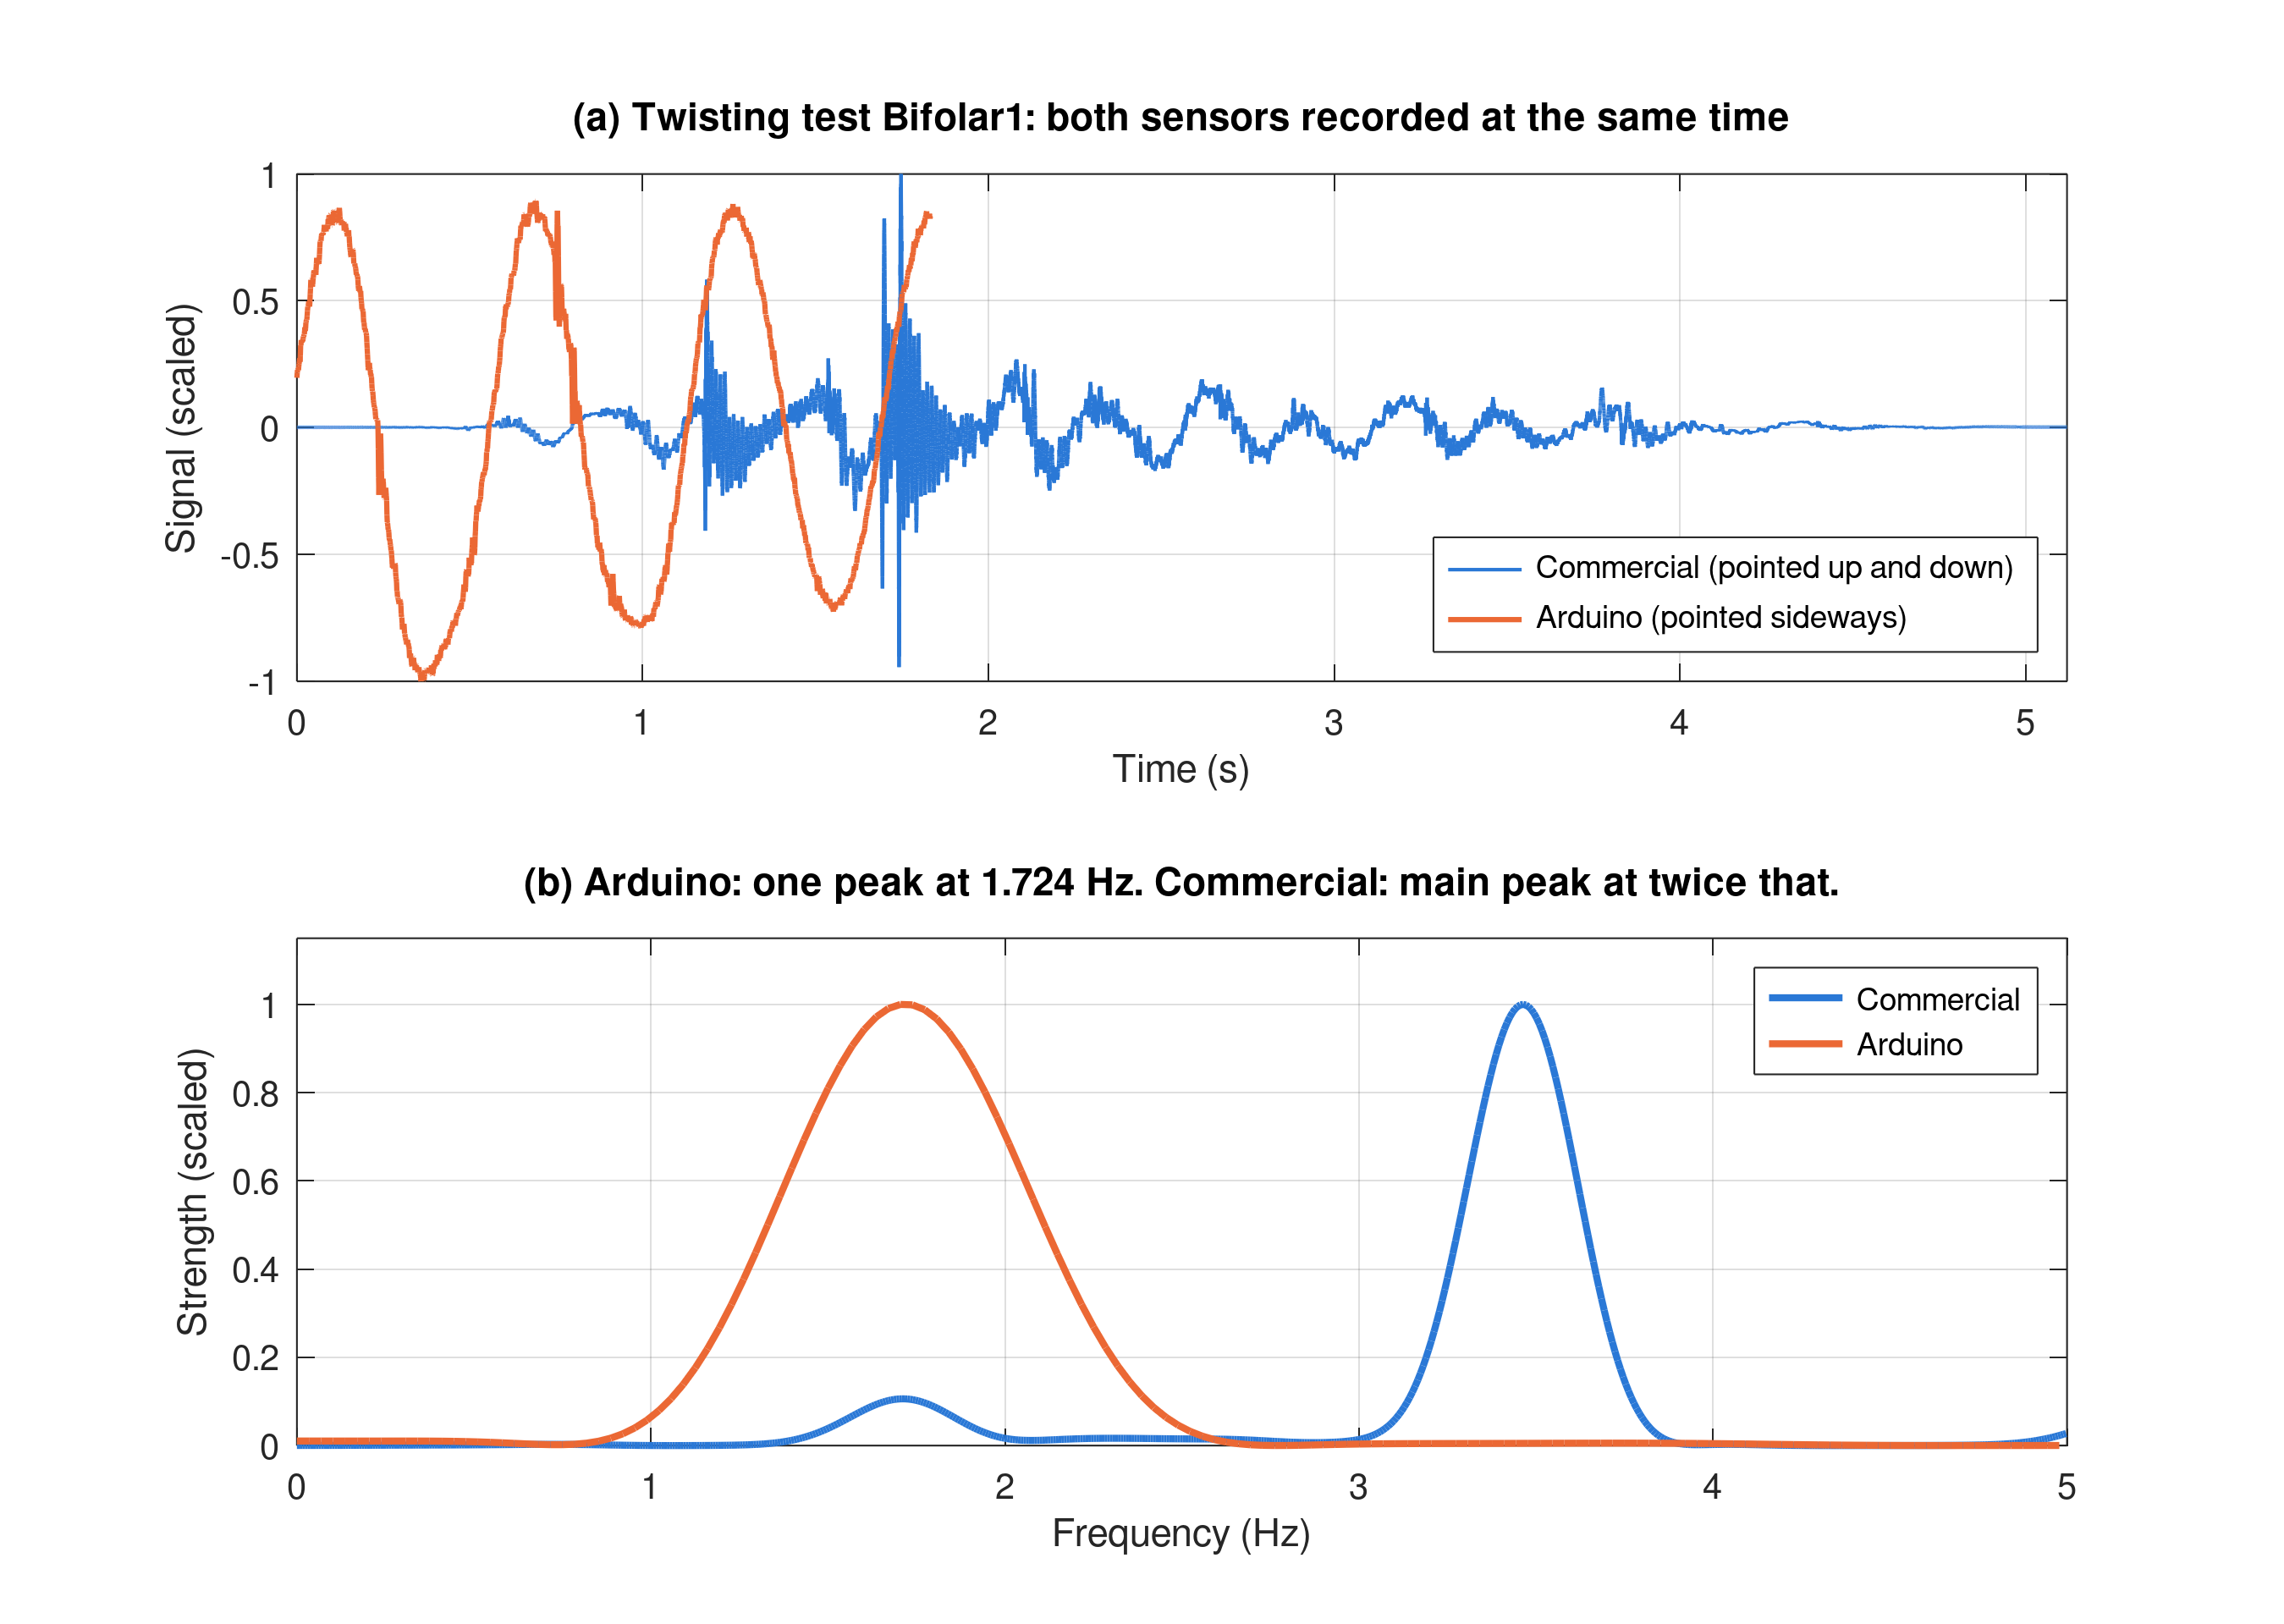 (a) Twisting test Bifolar1: both sensors recorded at the same time
1
0.5
0
-0.5
-1
Signal (scaled)
Commercial (pointed up and down)
Arduino (pointed sideways)
0 1 2 3 4 5
Time (s)
(b) Arduino: one peak at 1.724 Hz. Commercial: main peak at twice that.
1
0.8
0.6
0.4
0.2
0
Strength (scaled)
Commercial
Arduino
0 1 2 3 4 5
Frequency (Hz)